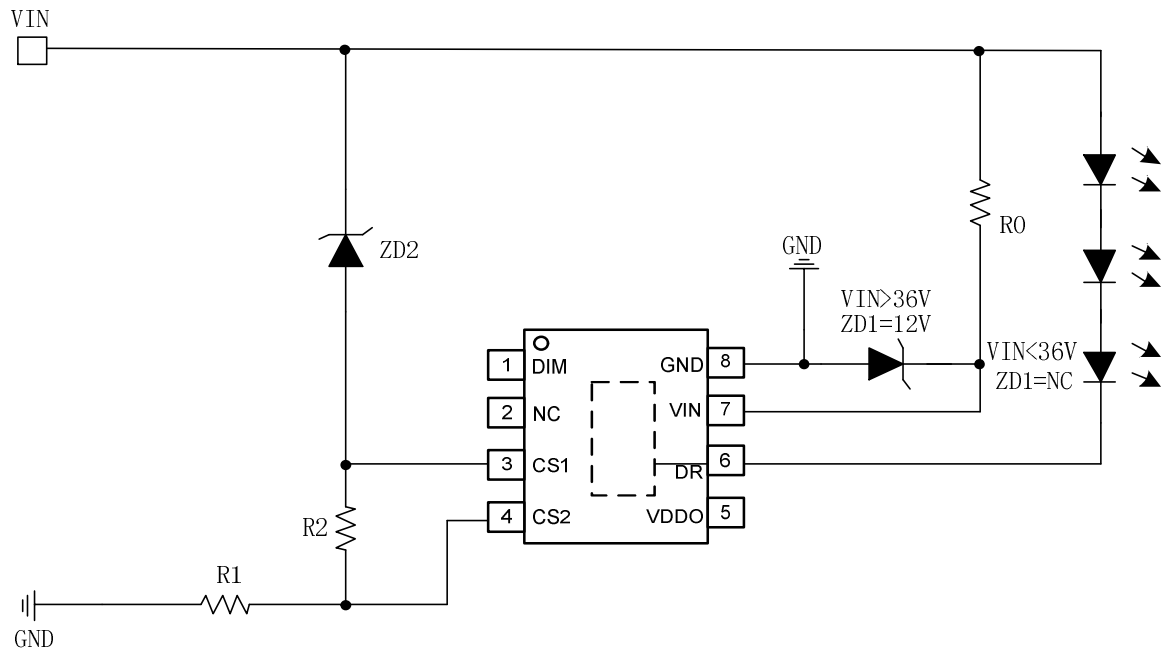 VIN
ZD2
R0
GND
VIN>36V
ZD1=12V
VIN<36V
ZD1=NC
1 DIM
GND 8
2 NC
VIN 7
3 CS1
DR 6
4 CS2
VDDO 5
R2
R1
GND